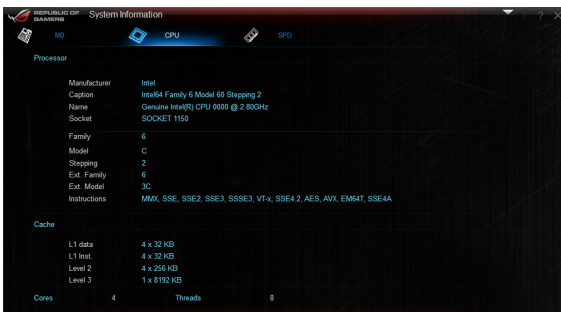 REPUBLIC OF GAMERS System Information ? X
MB CPU SPD
Processor
Manufacturer Intel
Caption Intel64 Family 6 Model 60 Stepping 2
Name Genuine Intel(R) CPU 0000 @ 2.80GHz
Socket SOCKET 1150
Family 6
Model C
Stepping 2
Ext. Family 6
Ext. Model 3C
Instructions MMX, SSE, SSE2, SSE3, SSSE3, VT-x, SSE4.2, AES, AVX, EM64T, SSE4A
Cache
L1 data 4 x 32 KB
L1 Inst. 4 x 32 KB
Level 2 4 x 256 KB
Level 3 1 x 8192 KB
Cores 4 Threads 8